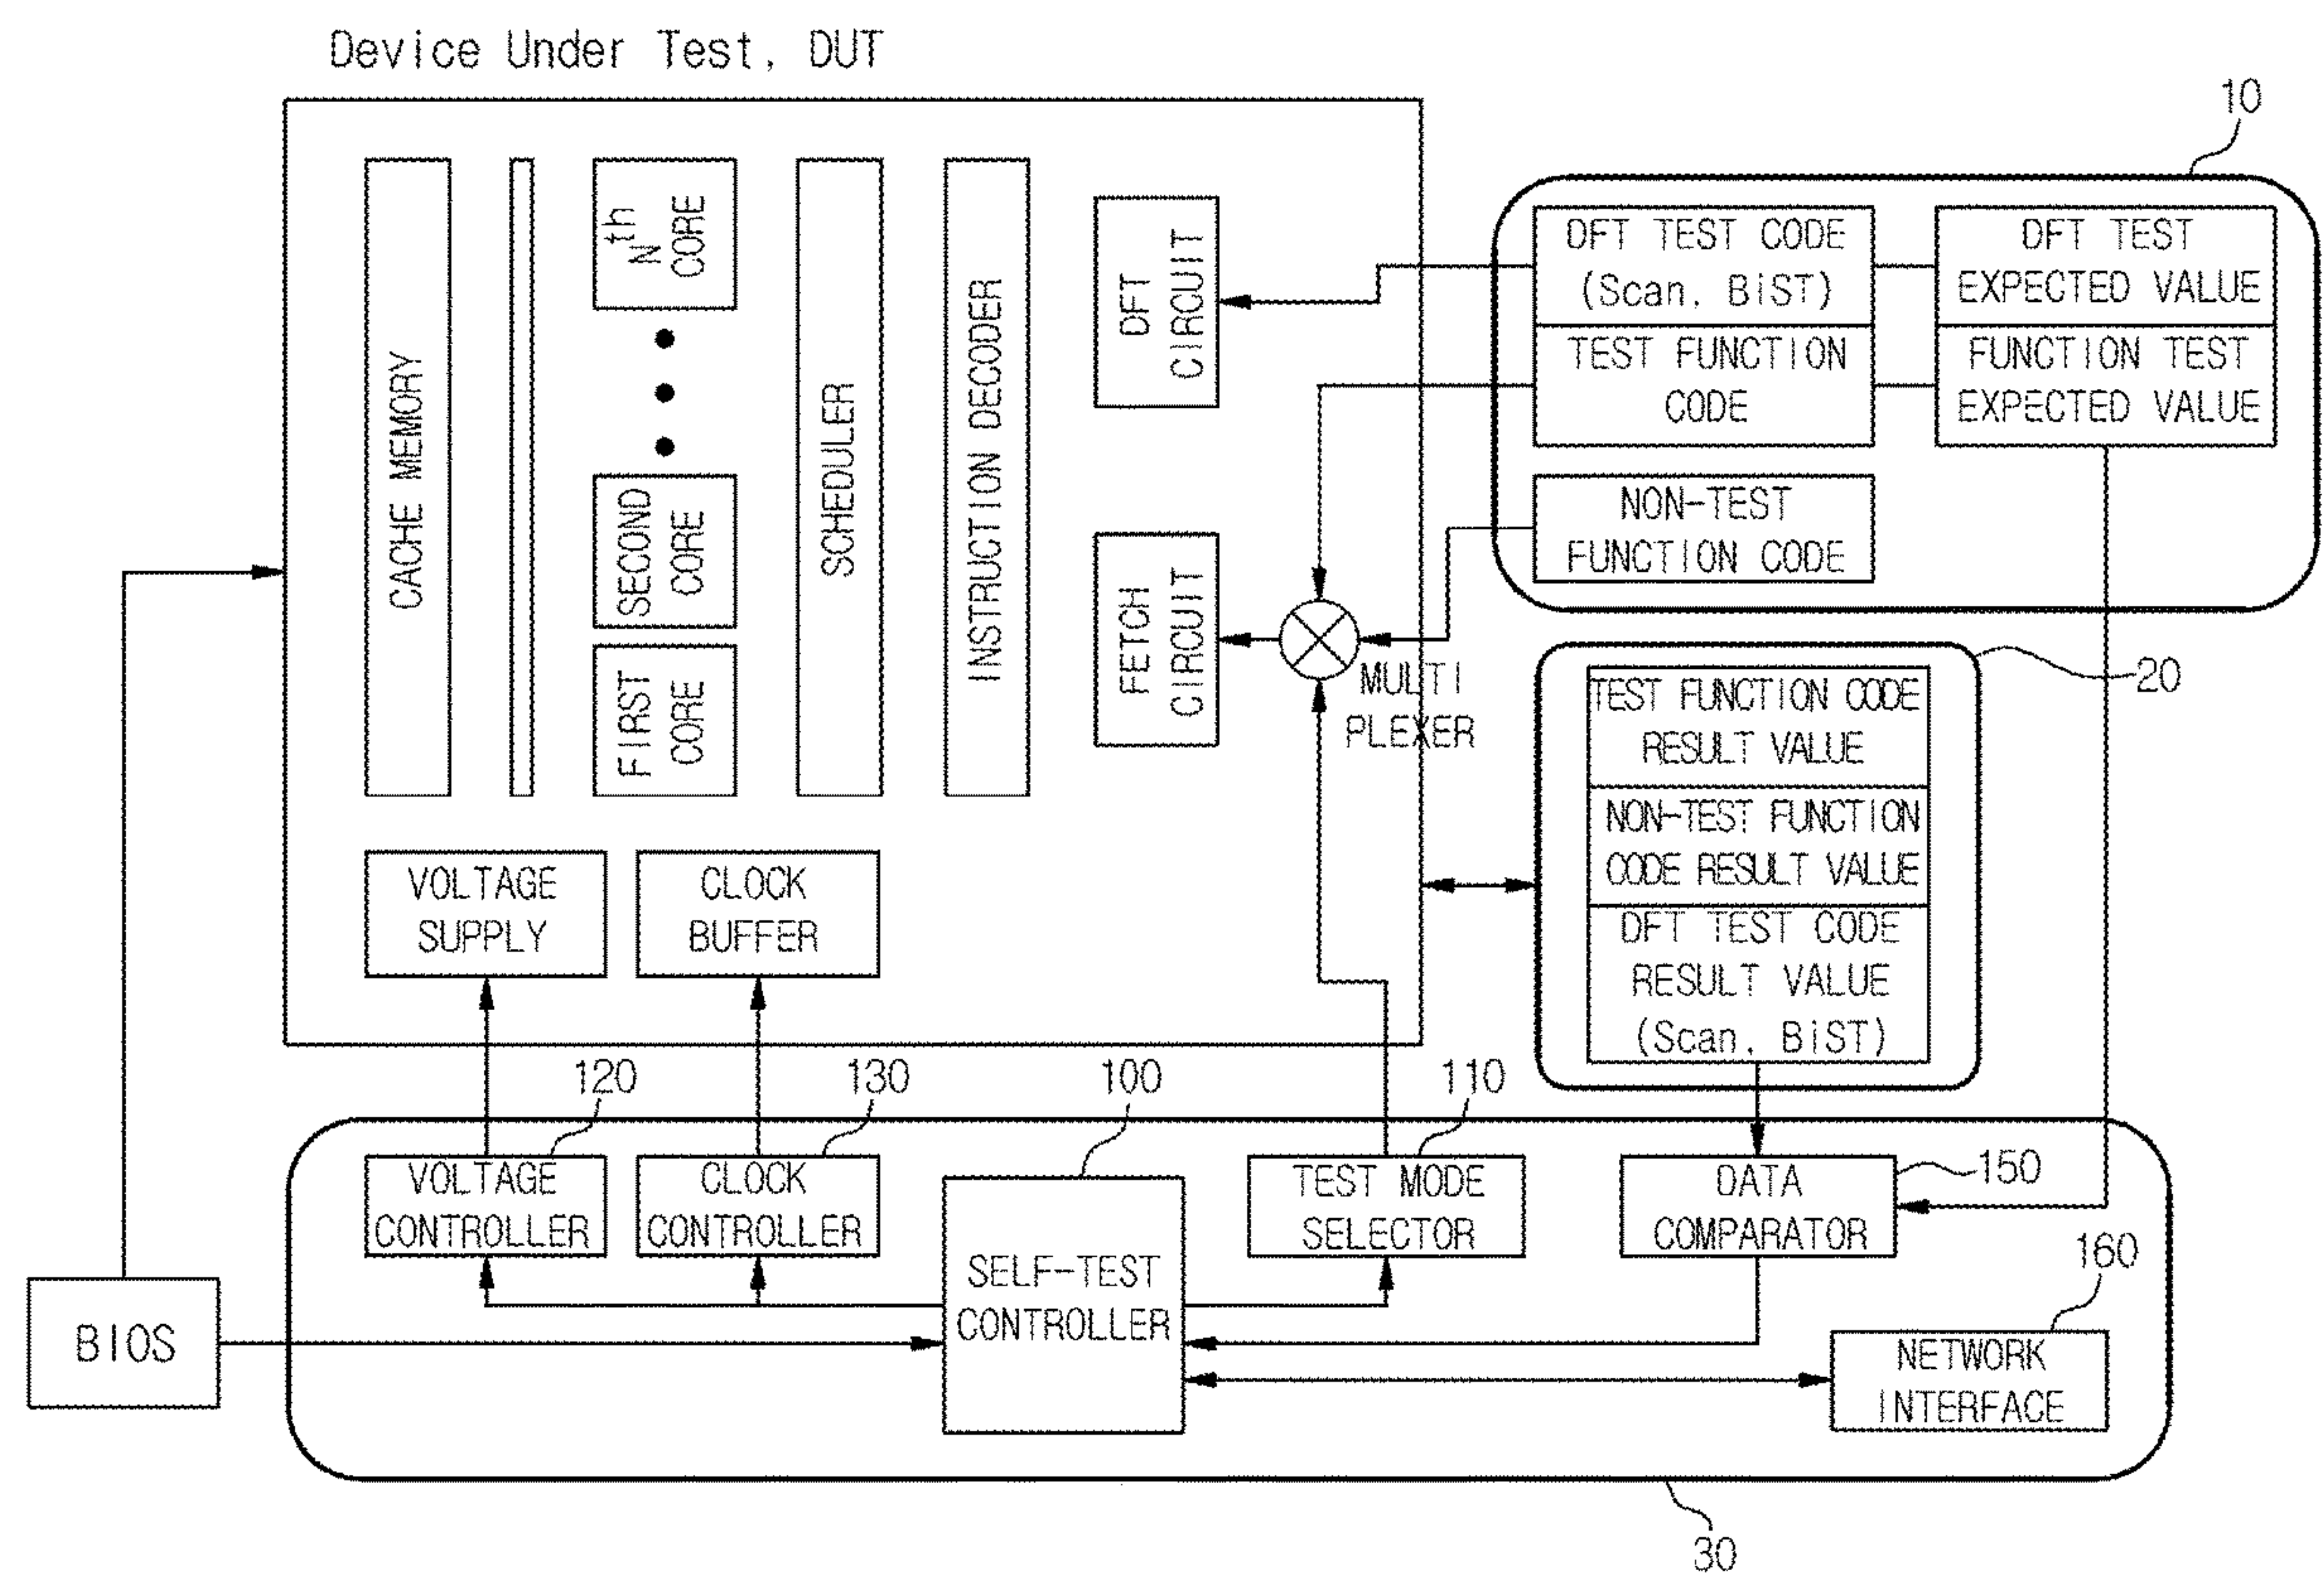 Device Under Test, DUT
10
CACHE MEMORY
Nth
CORE
SECOND
CORE
FIRST
CORE
SCHEDULER
INSTRUCTION DECODER
DFT
CIRCUIT
FETCH
CIRCUIT
MULTI
PLEXER
DFT TEST CODE
(Scan, BiST)
DFT TEST
EXPECTED VALUE
TEST FUNCTION
CODE
FUNCTION TEST
EXPECTED VALUE
NON-TEST
FUNCTION CODE
20
TEST FUNCTION CODE
RESULT VALUE
NON-TEST FUNCTION
CODE RESULT VALUE
DFT TEST CODE
RESULT VALUE
(Scan, BiST)
VOLTAGE
SUPPLY
CLOCK
BUFFER
120
130
100
110
VOLTAGE
CONTROLLER
CLOCK
CONTROLLER
SELF-TEST
CONTROLLER
TEST MODE
SELECTOR
DATA
COMPARATOR
150
160
BIOS
NETWORK
INTERFACE
30